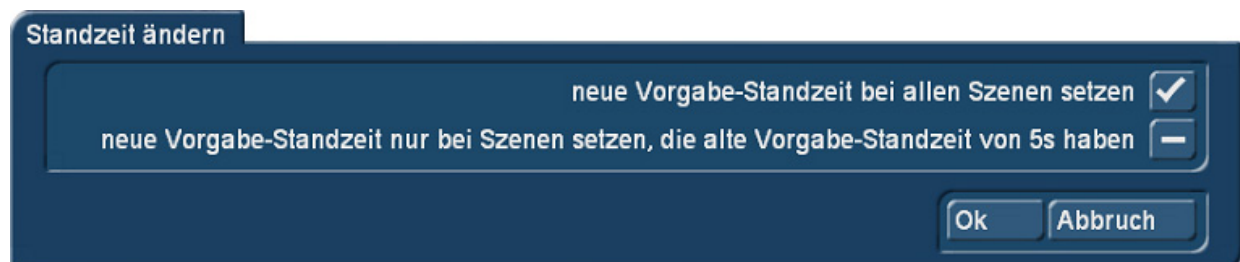 Standzeit ändern
neue Vorgabe-Standzeit bei allen Szenen setzen
neue Vorgabe-Standzeit nur bei Szenen setzen, die alte Vorgabe-Standzeit von 5s haben
Ok Abbruch